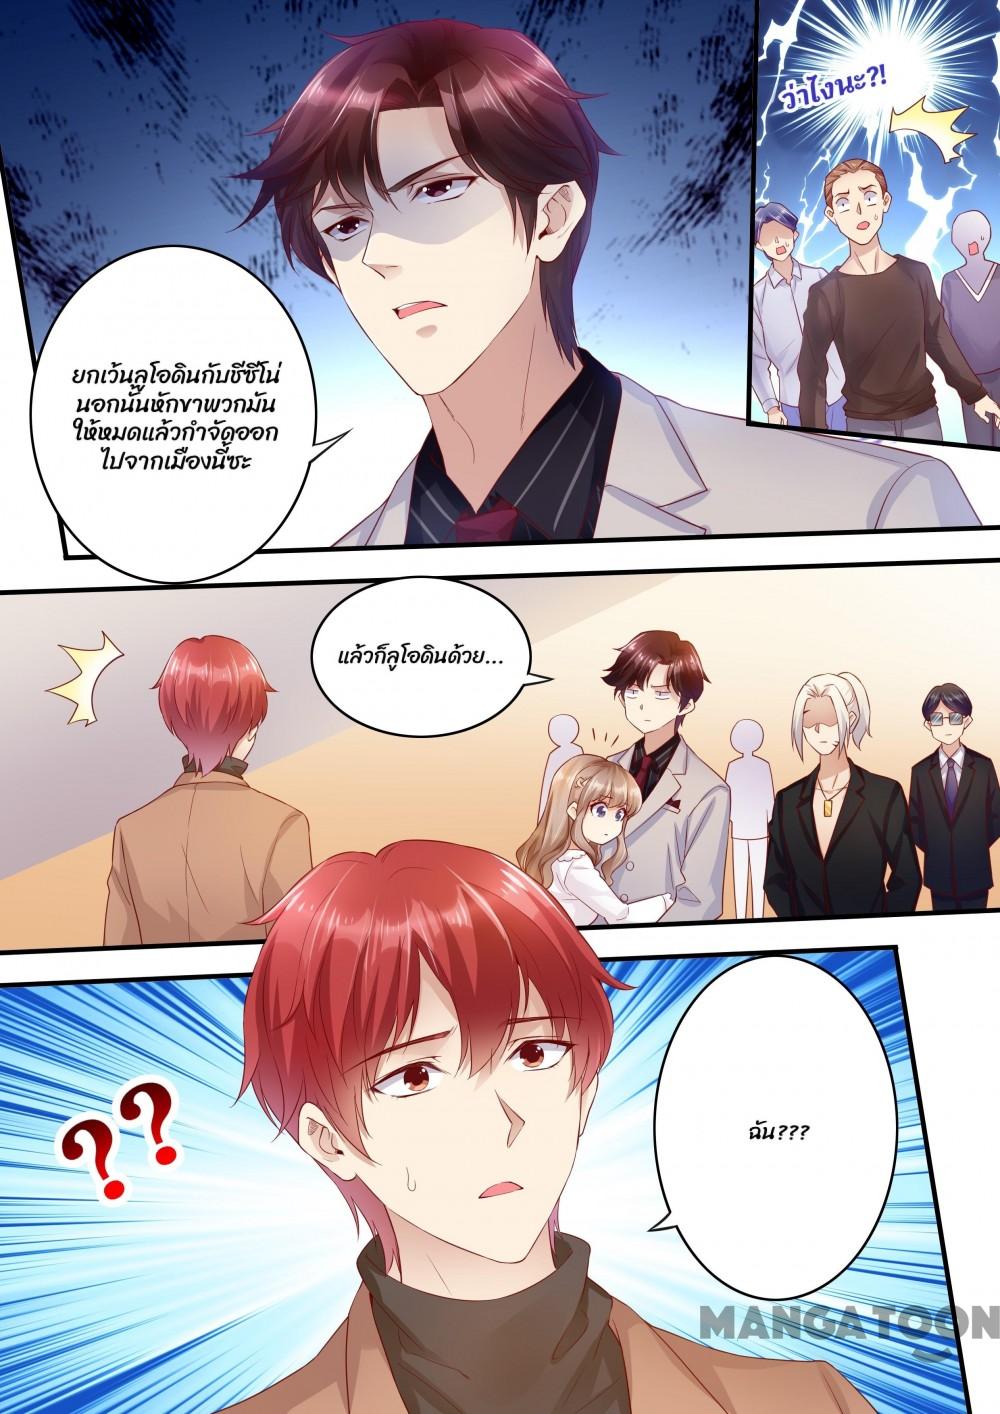 ว่าไงนะ?!
ยกเว้นลูโอดินกับชีซีโน่
นอกนั้นหักขาพวกมัน
ให้หมดแล้วกำจัดออก
ไปจากเมืองนี้ซะ
แล้วก็ลูโอดินด้วย...
??
ฉัน???
MANGATOON